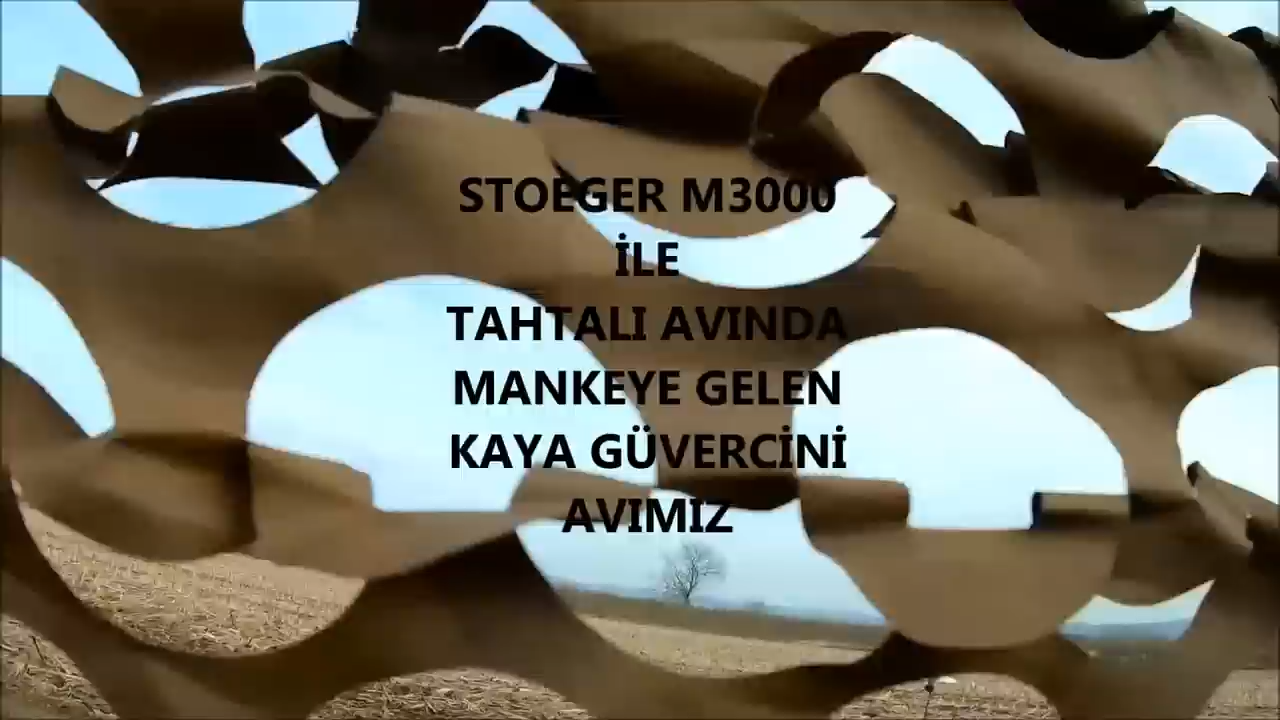 STOEGER M3000
İLE
TAHTALI AVINDA
MANKEYE GELEN
KAYA GÜVERCİNİ
AVIMIZ